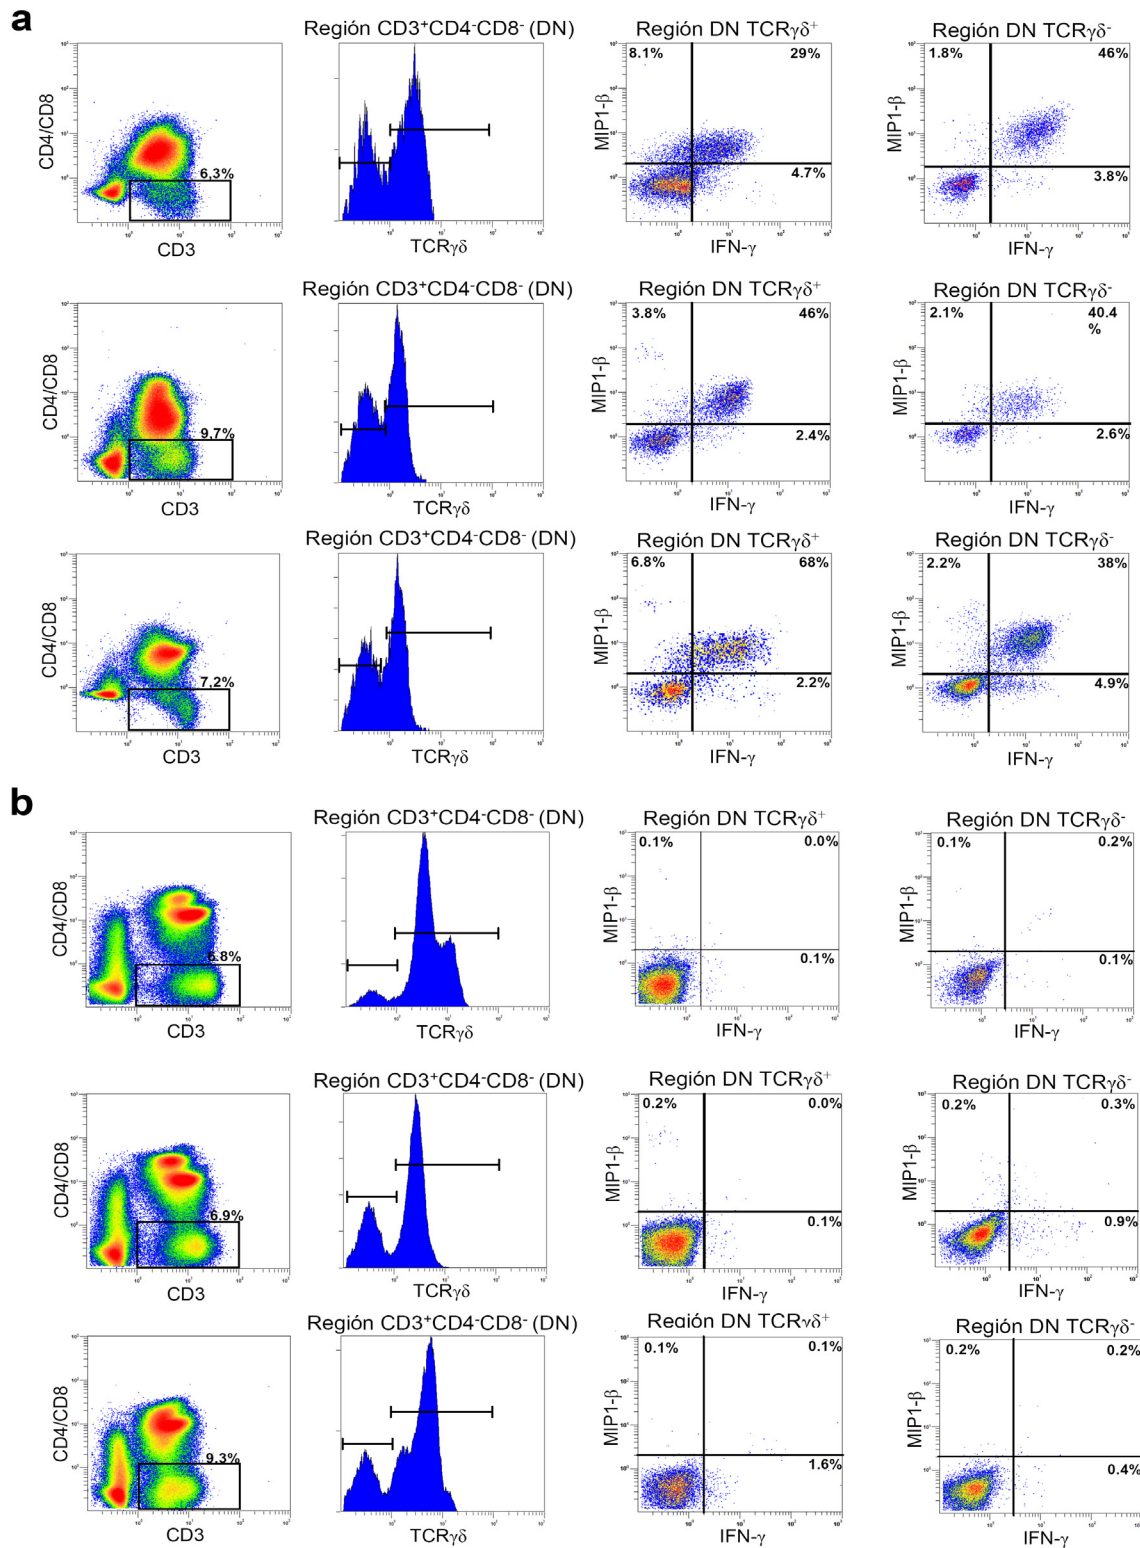 a
Región CD3⁺CD4⁻CD8⁻ (DN)
Región DN TCRγδ⁺
Región DN TCRγδ⁻
CD4/CD8
6,3%
CD3
TCRγδ
MIP1-β
8.1%
29%
4.7%
IFN-γ
MIP1-β
1.8%
46%
3.8%
IFN-γ
Región CD3⁺CD4⁻CD8⁻ (DN)
Región DN TCRγδ⁺
Región DN TCRγδ⁻
CD4/CD8
9.7%
CD3
TCRγδ
MIP1-β
3.8%
46%
2.4%
IFN-γ
MIP1-β
2.1%
40.4
%
2.6%
IFN-γ
Región CD3⁺CD4⁻CD8⁻ (DN)
Región DN TCRγδ⁺
Región DN TCRγδ⁻
CD4/CD8
7,2%
CD3
TCRγδ
MIP1-β
6.8%
68%
2.2%
IFN-γ
MIP1-β
2.2%
38%
4.9%
IFN-γ
b
Región CD3⁺CD4⁻CD8⁻ (DN)
Región DN TCRγδ⁺
Región DN TCRγδ⁻
CD4/CD8
6.8%
CD3
TCRγδ
MIP1-β
0.1%
0.0%
0.1%
IFN-γ
MIP1-β
0.1%
0.2%
0.1%
IFN-γ
Región CD3⁺CD4⁻CD8⁻ (DN)
Región DN TCRγδ⁺
Región DN TCRγδ⁻
CD4/CD8
6.9%
CD3
TCRγδ
MIP1-β
0.2%
0.0%
0.1%
IFN-γ
MIP1-β
0.2%
0.3%
0.9%
IFN-γ
Región CD3⁺CD4⁻CD8⁻ (DN)
Región DN TCRγδ⁺
Región DN TCRγδ⁻
CD4/CD8
9.3%
CD3
TCRγδ
MIP1-β
0.1%
0.1%
1.6%
IFN-γ
MIP1-β
0.2%
0.2%
0.4%
IFN-γ